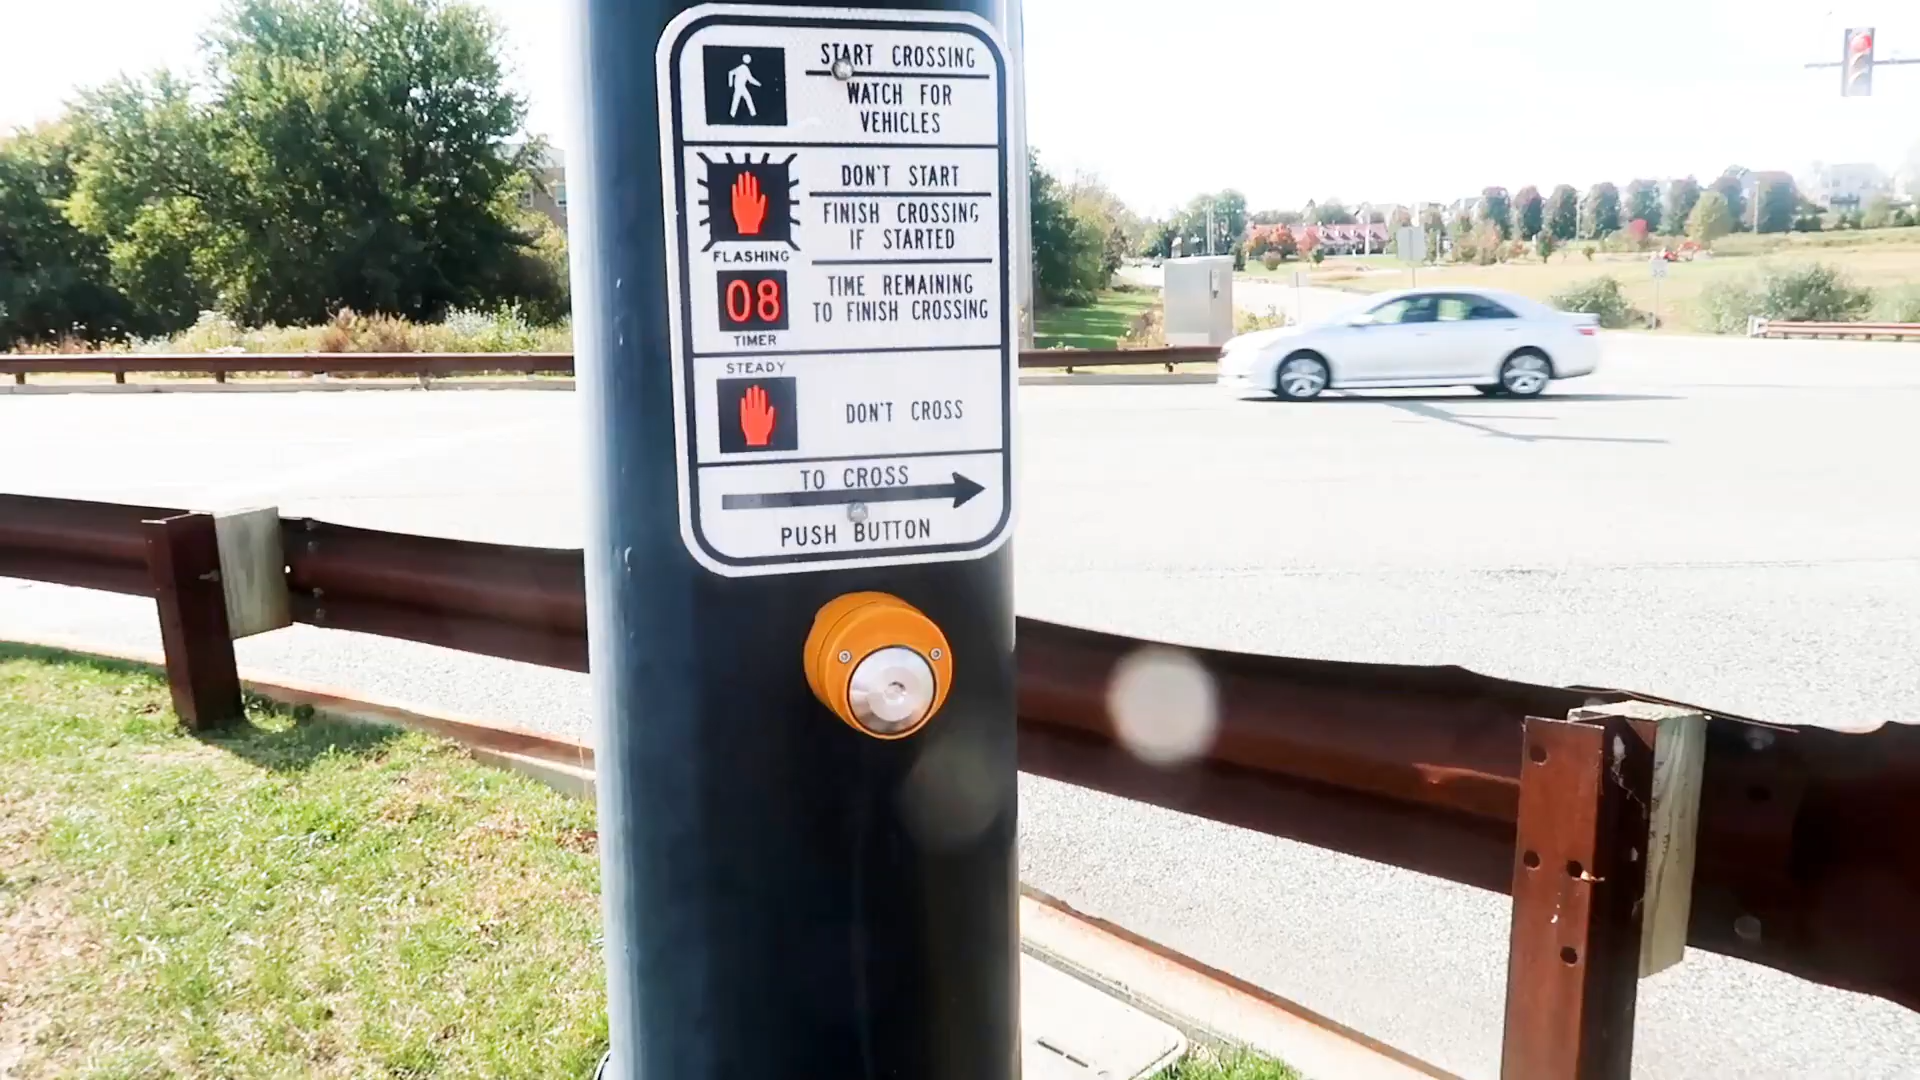 START CROSSING
WATCH FOR
VEHICLES
DON'T START
FINISH CROSSING
IF STARTED
FLASHING
08
TIME REMAINING
TO FINISH CROSSING
TIMER
STEADY
DON'T CROSS
TO CROSS
PUSH BUTTON